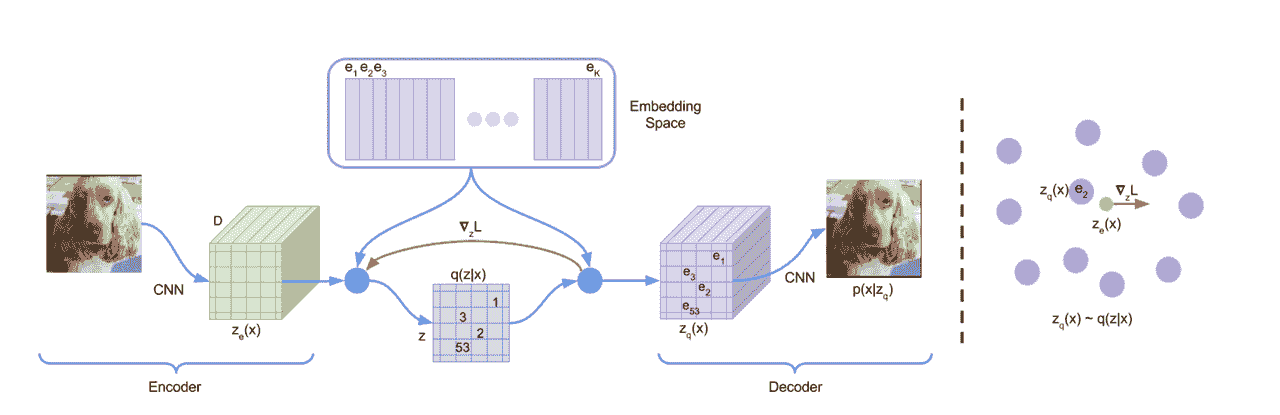 e1 e2 e3
eK
Embedding
Space
D
CNN
ze(x)
Encoder
∇zL
q(z|x)
z
1
3
2
53
e1
e3
e2
e53
zq(x)
CNN
p(x|zq)
Decoder
zq(x)
e2
∇zL
ze(x)
zq(x) ~ q(z|x)